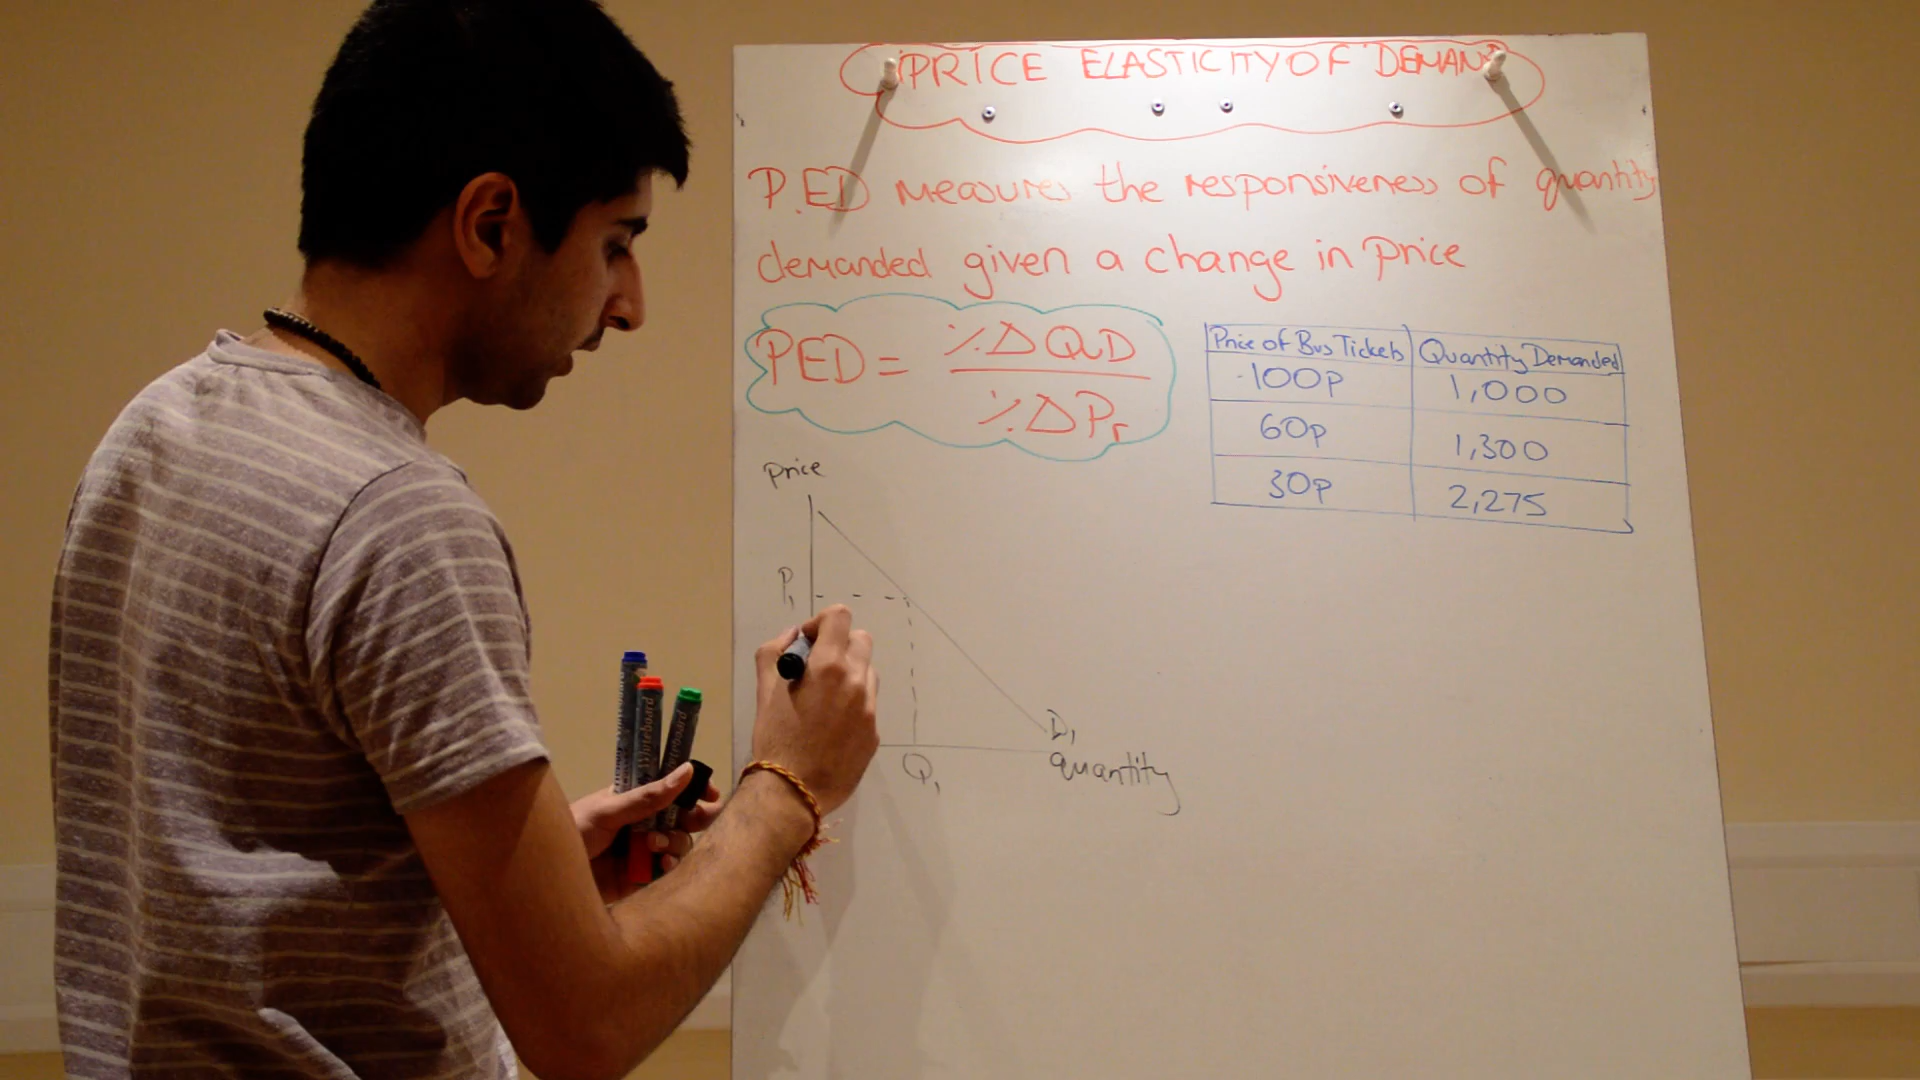 PRICE ELASTICITY OF DEMAND
P.ED measures the responsiveness of quantity
demanded given a change in price
PED = %ΔQD
%ΔPr
Price of Bus Tickets Quantity Demanded
100p 1,000
60p 1,300
30p 2,275
Price
P1
D1
Q1
quantity
whiteboard